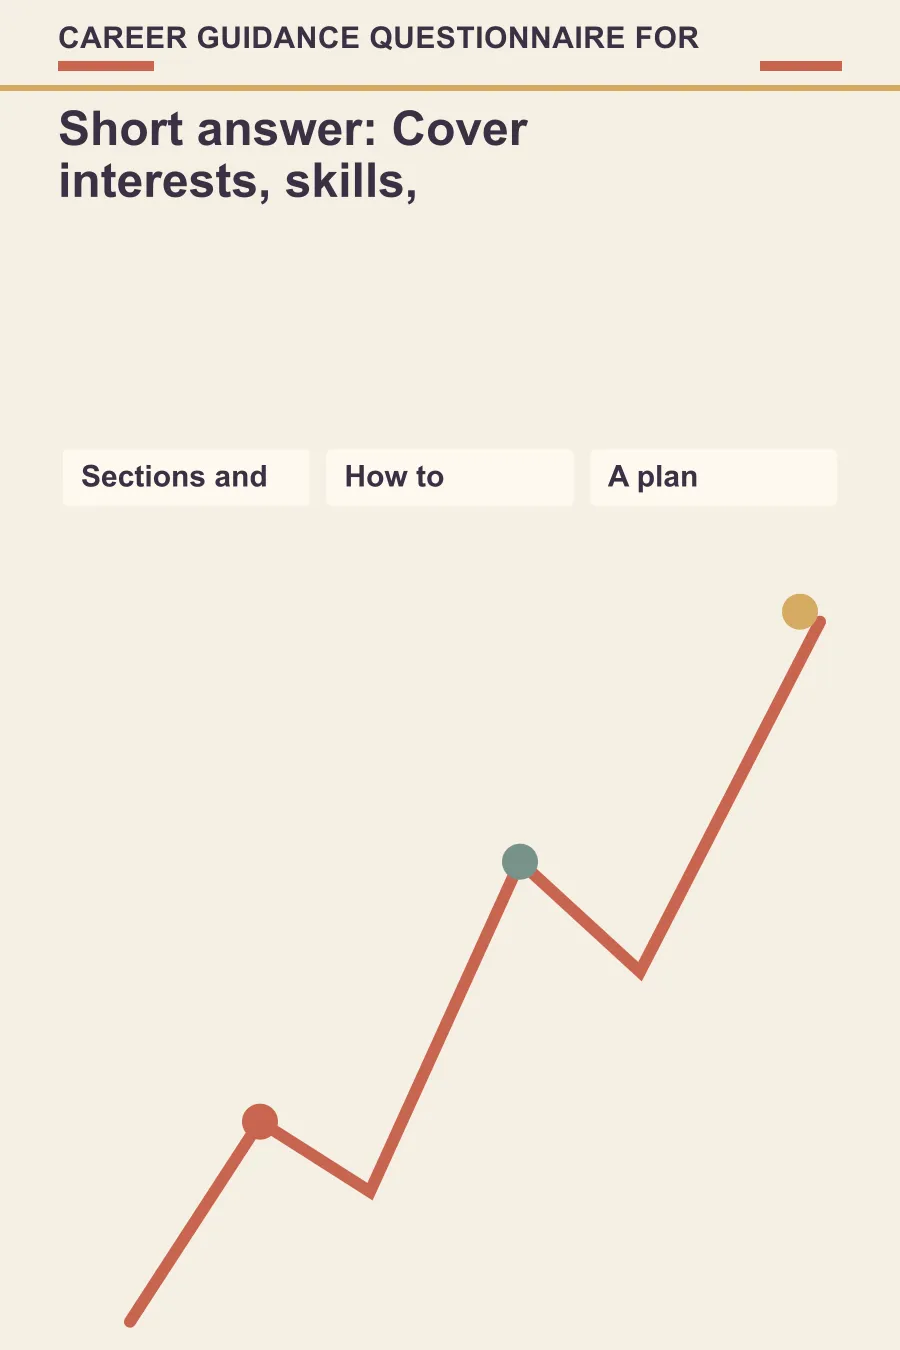 CAREER GUIDANCE QUESTIONNAIRE FOR
Short answer: Cover
interests, skills,
Sections and
How to
A plan